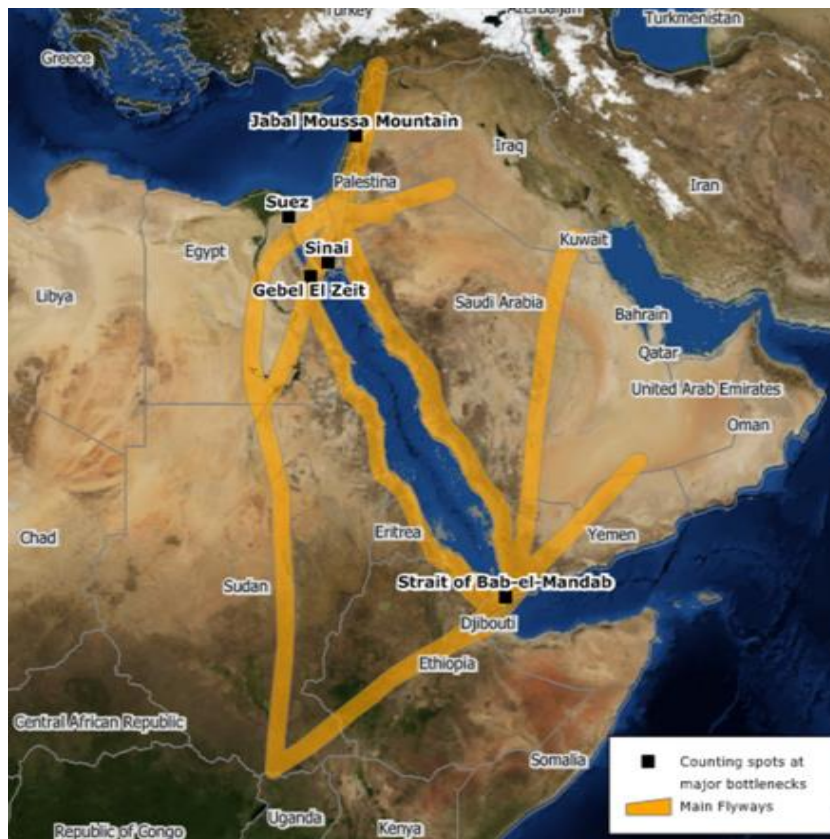 Turkey
Azerbaijan
Turkmenistan
Greece
Jabal Moussa Mountain
Iraq
Palestina
Iran
Suez
Egypt
Sinai
Kuwait
Gebel El Zeit
Libya
Saudi Arabia
Bahrain
Qatar
United Arab Emirates
Oman
Chad
Eritrea
Yemen
Sudan
Strait of Bab-el-Mandab
Djibouti
Ethiopia
Central African Republic
Somalia
Uganda
Republic of Congo
Kenya
Counting spots at
major bottlenecks
Main Flyways